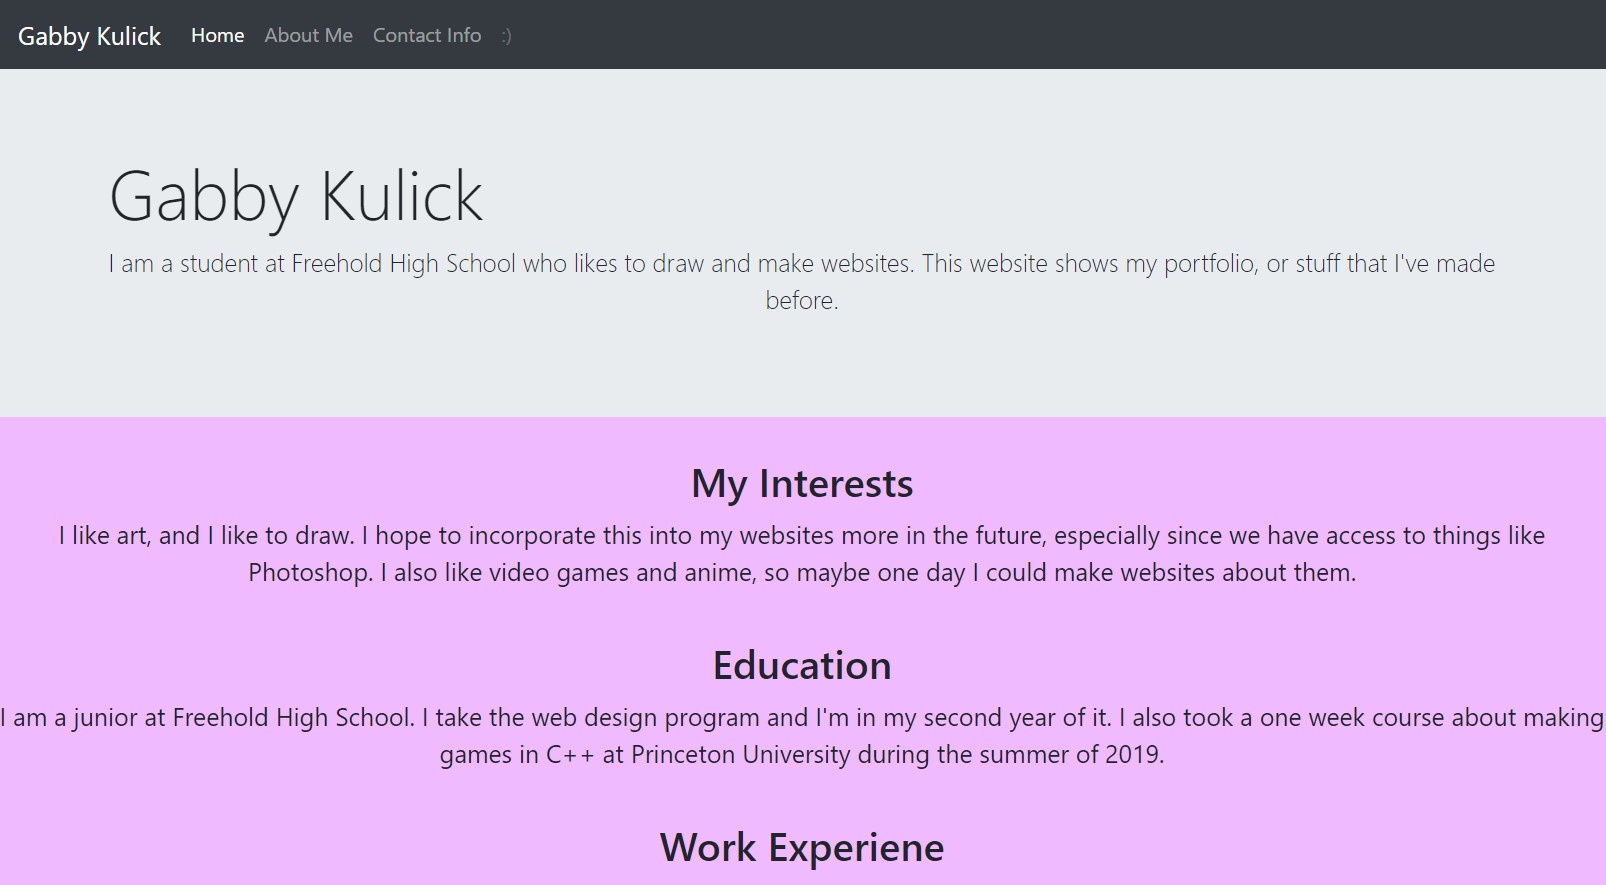 Gabby Kulick Home About Me Contact Info :)
Gabby Kulick
I am a student at Freehold High School who likes to draw and make websites. This website shows my portfolio, or stuff that I've made
before.
My Interests
I like art, and I like to draw. I hope to incorporate this into my websites more in the future, especially since we have access to things like
Photoshop. I also like video games and anime, so maybe one day I could make websites about them.
Education
I am a junior at Freehold High School. I take the web design program and I'm in my second year of it. I also took a one week course about making
games in C++ at Princeton University during the summer of 2019.
Work Experiene